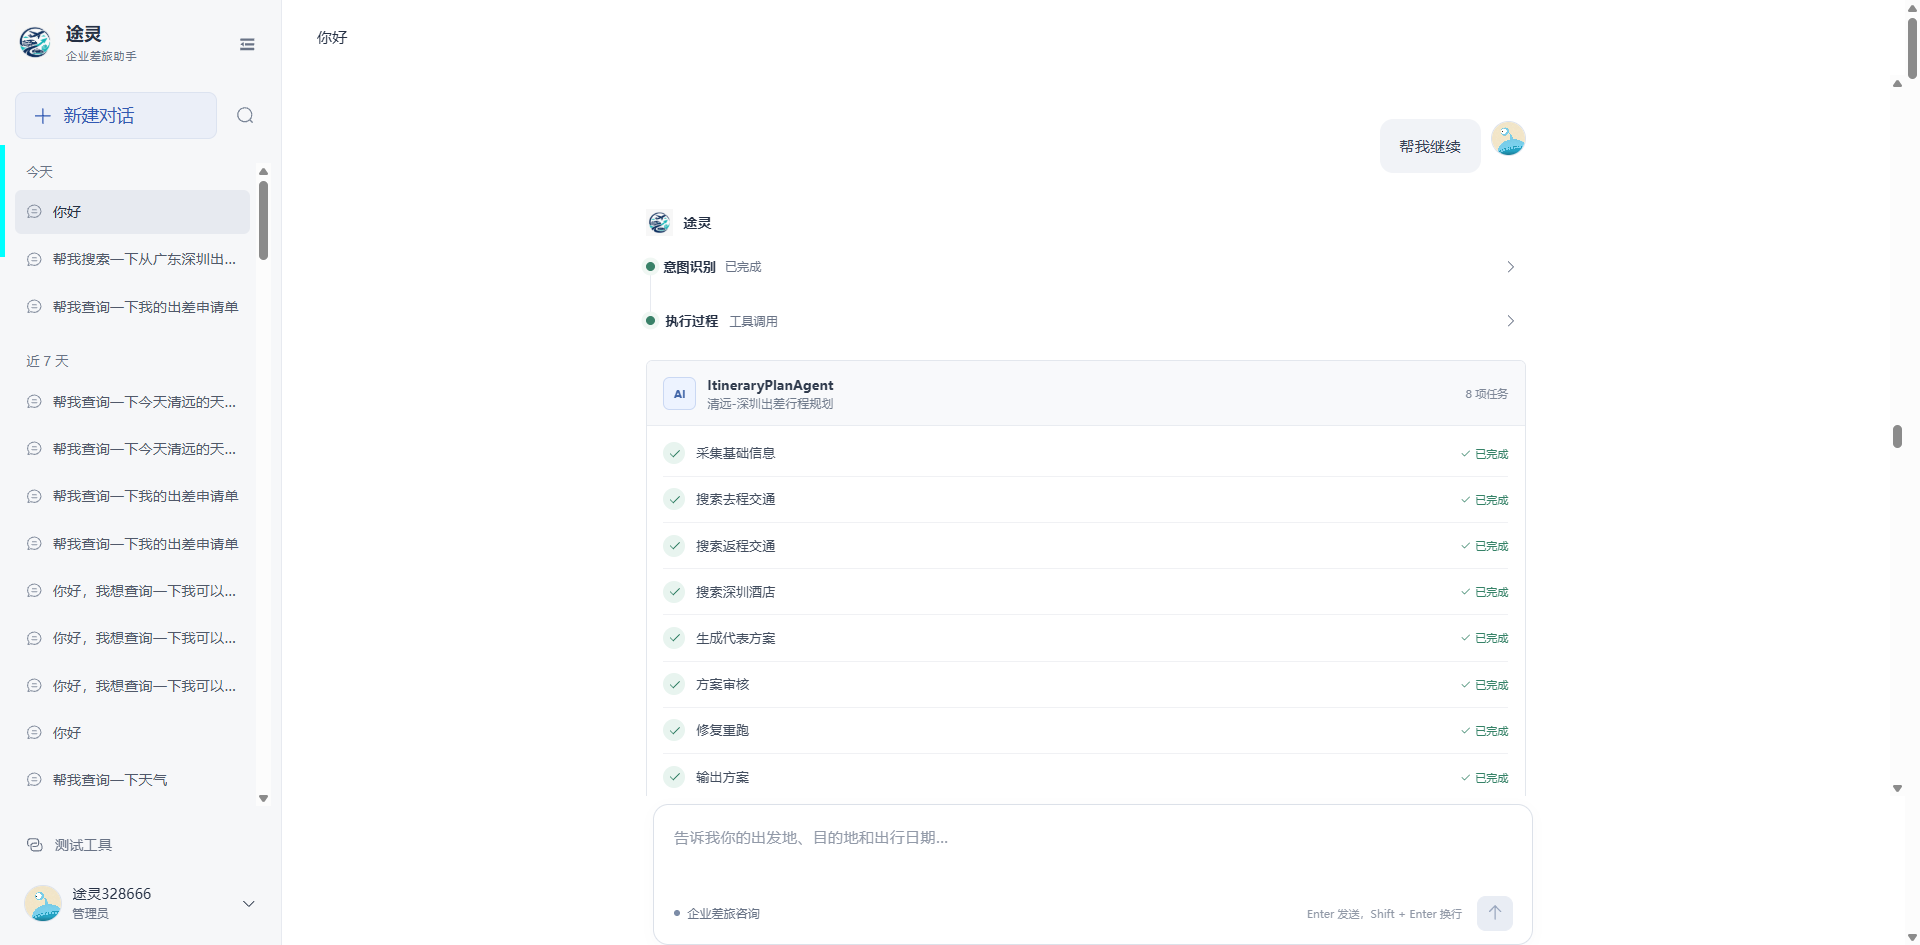 途灵
企业差旅助手
新建对话
今天
你好
帮我搜索一下从广东深圳出...
帮我查询一下我的出差申请单
近 7 天
帮我查询一下今天清远的天...
帮我查询一下今天清远的天...
帮我查询一下我的出差申请单
帮我查询一下我的出差申请单
你好，我想查询一下我可以...
你好，我想查询一下我可以...
你好，我想查询一下我可以...
你好
帮我查询一下天气
测试工具
途灵328666
管理员
你好
帮我继续
途灵
意图识别 已完成
执行过程 工具调用
AI
ItineraryPlanAgent
清远-深圳出差行程规划
8 项任务
采集基础信息 已完成
搜索去程交通 已完成
搜索返程交通 已完成
搜索深圳酒店 已完成
生成代表方案 已完成
方案审核 已完成
修复重跑 已完成
输出方案 已完成
告诉我你的出发地、目的地和出行日期...
企业差旅咨询
Enter 发送，Shift + Enter 换行